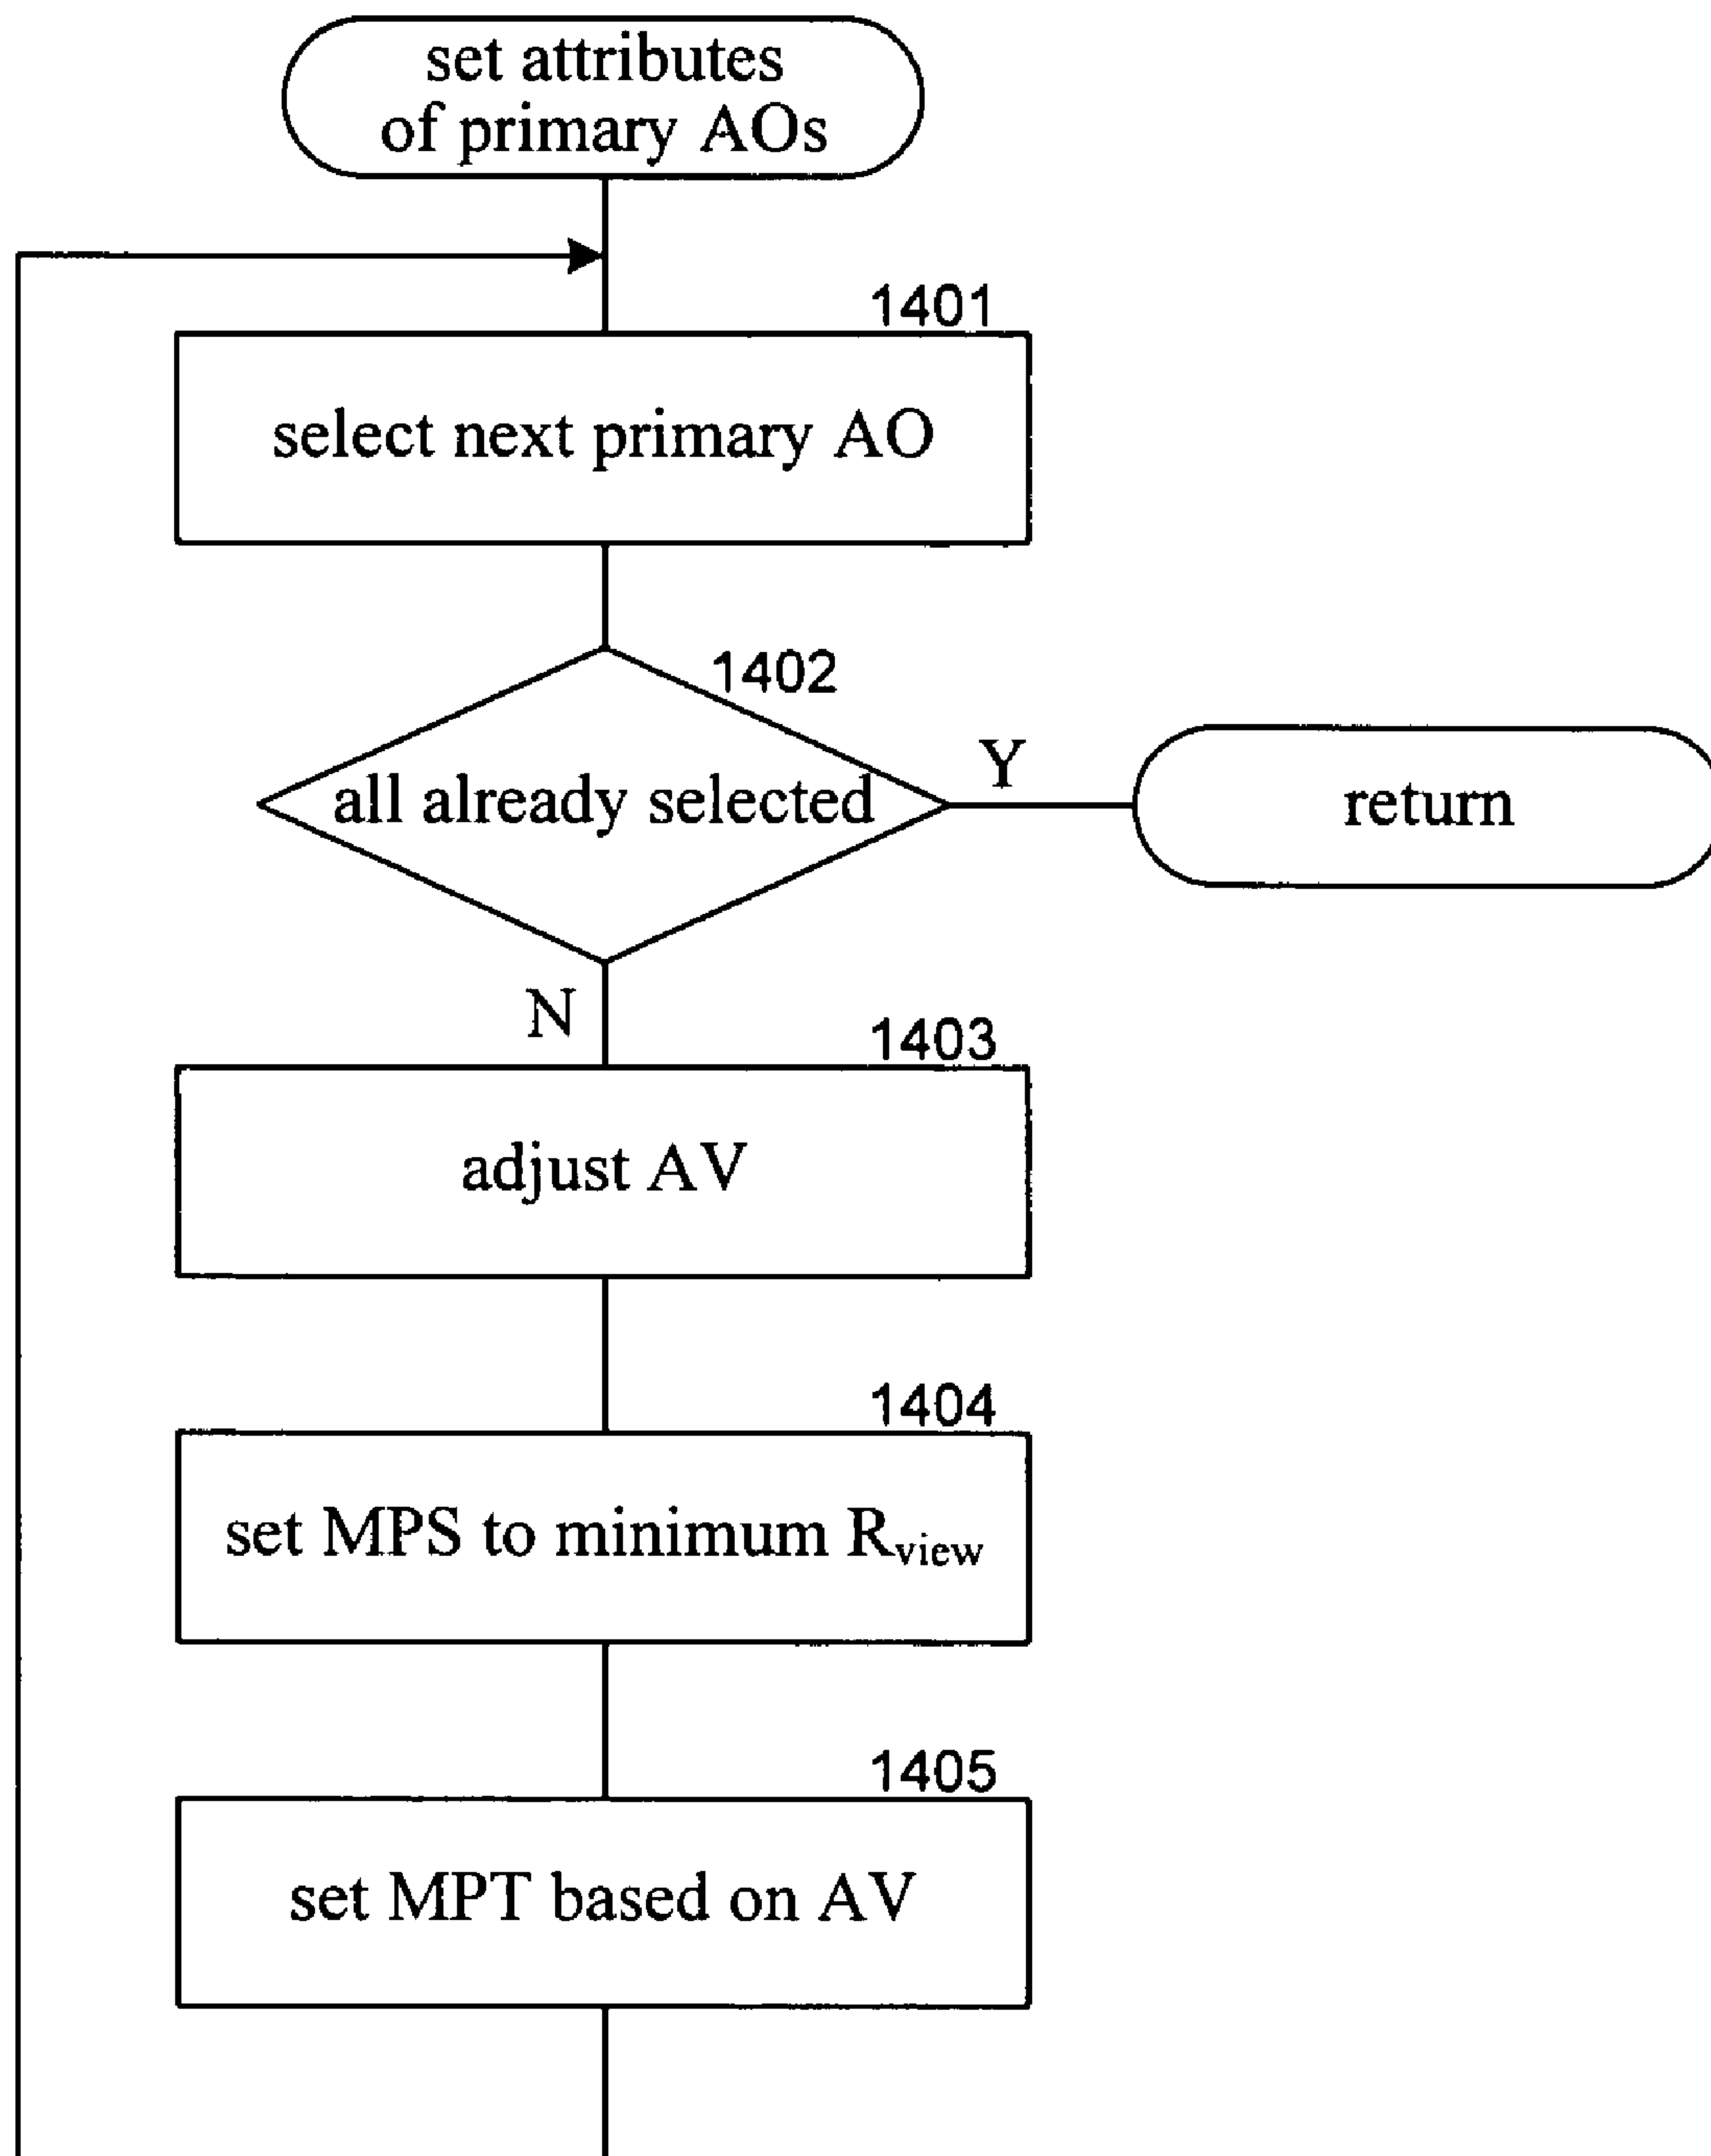 set attributes
of primary AOs
1401
select next primary AO
1402
all already selected
Y
return
N
1403
adjust AV
1404
set MPS to minimum Rview
1405
set MPT based on AV